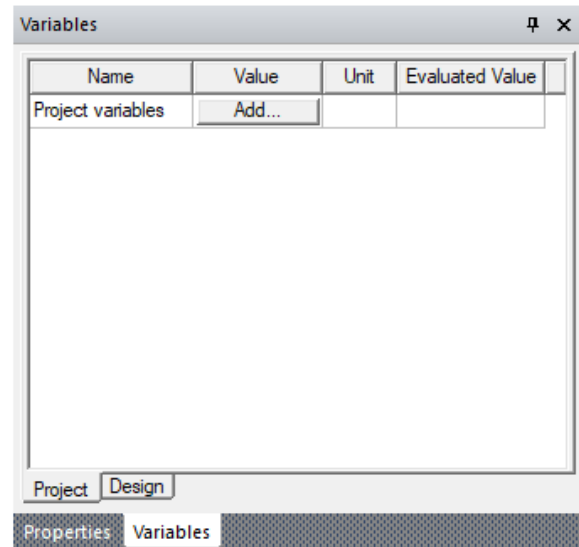 Variables
Name Value Unit Evaluated Value
Project variables Add...
Project Design
Properties Variables